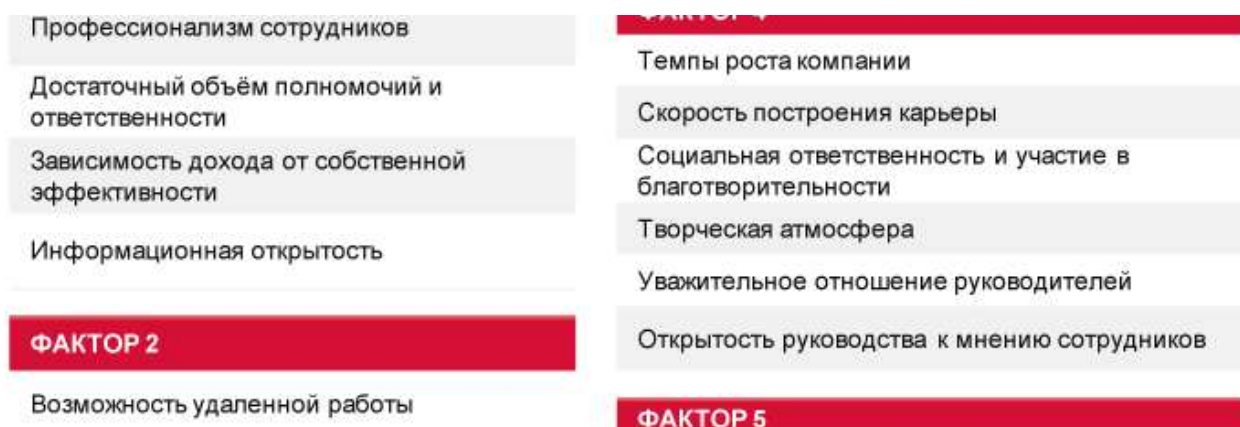 Профессионализм сотрудников
Достаточный объём полномочий и
ответственности
Зависимость дохода от собственной
эффективности
Информационная открытость
ФАКТОР 2
Возможность удаленной работы
ФАКТОР 4
Темпы роста компании
Скорость построения карьеры
Социальная ответственность и участие в
благотворительности
Творческая атмосфера
Уважительное отношение руководителей
Открытость руководства к мнению сотрудников
ФАКТОР 5